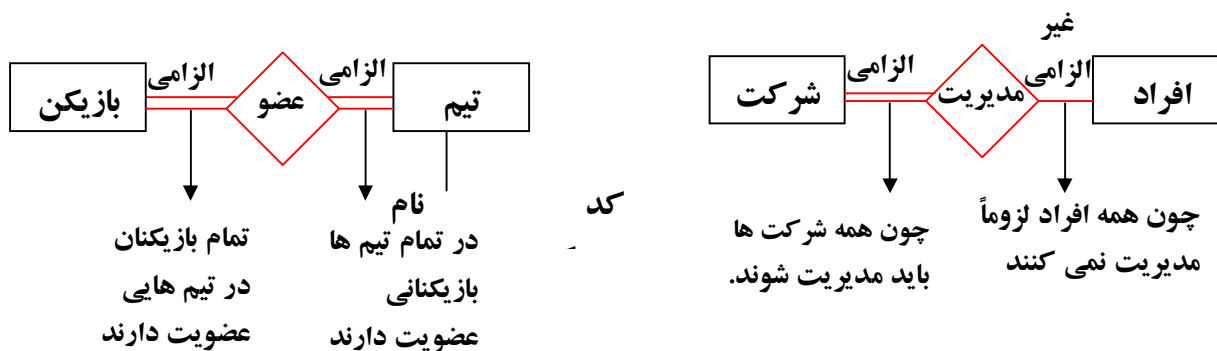 غیر
الزامی
الزامی
افراد
مدیریت
شرکت
چون همه افراد لزوماً
مدیریت نمی کنند
چون همه شرکت ها
باید مدیریت شوند.
الزامی
الزامی
تیم
عضو
بازیکن
کد
نام
در تمام تیم ها
بازیکنانی
عضویت دارند
تمام بازیکنان
در تیم هایی
عضویت دارند